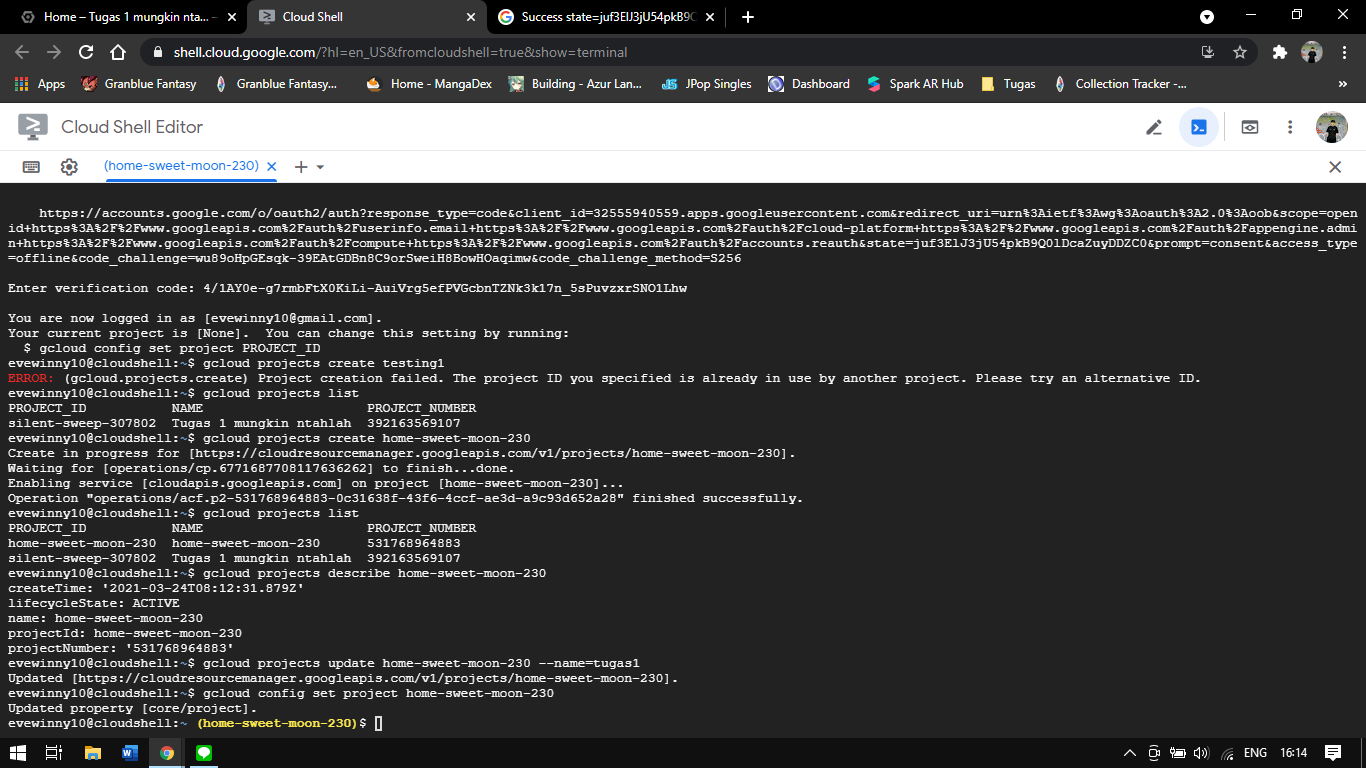 Home – Tugas 1 mungkin nta... –
Cloud Shell
Success state=juf3ElJ3jU54pkB9Q
shell.cloud.google.com/?hl=en_US&fromcloudshell=true&show=terminal
Apps
Granblue Fantasy
Granblue Fantasy...
Home - MangaDex
Building - Azur Lan...
JPop Singles
Dashboard
Spark AR Hub
Tugas
Collection Tracker -...
»
Cloud Shell Editor
(home-sweet-moon-230)
https://accounts.google.com/o/oauth2/auth?response_type=code&client_id=32555940559.apps.googleusercontent.com&redirect_uri=urn%3Aietf%3Awg%3Aoauth%3A2.0%3Aoob&scope=open
id+https%3A%2F%2Fwww.googleapis.com%2Fauth%2Fuserinfo.email+https%3A%2F%2Fwww.googleapis.com%2Fauth%2Fcloud-platform+https%3A%2F%2Fwww.googleapis.com%2Fauth%2Fappengine.admi
n+https%3A%2F%2Fwww.googleapis.com%2Fauth%2Fcompute+https%3A%2F%2Fwww.googleapis.com%2Fauth%2Faccounts.reauth&state=juf3ElJ3jU54pkB9Q0lDcaZuyDDZC0&prompt=consent&access_type
=offline&code_challenge=wu89oHpGEsqk-39EAtGDBn8C9orSweiH8BowHOaqimw&code_challenge_method=S256
Enter verification code: 4/1AY0e-g7rmbFtX0KiLi-AuiVrg5efPVGcbnTZNk3k17n_5sPuvzxrSNO1Lhw
You are now logged in as [evewinny10@gmail.com].
Your current project is [None].  You can change this setting by running:
$ gcloud config set project PROJECT_ID
evewinny10@cloudshell:~$ gcloud projects create testing1
ERROR: (gcloud.projects.create) Project creation failed. The project ID you specified is already in use by another project. Please try an alternative ID.
evewinny10@cloudshell:~$ gcloud projects list
PROJECT_ID NAME PROJECT_NUMBER
silent-sweep-307802 Tugas 1 mungkin ntahlah 392163569107
evewinny10@cloudshell:~$ gcloud projects create home-sweet-moon-230
Create in progress for [https://cloudresourcemanager.googleapis.com/v1/projects/home-sweet-moon-230].
Waiting for [operations/cp.6771687708117636262] to finish...done.
Enabling service [cloudapis.googleapis.com] on project [home-sweet-moon-230]...
Operation "operations/acf.p2-531768964883-0c31638f-43f6-4ccf-ae3d-a9c93d652a28" finished successfully.
evewinny10@cloudshell:~$ gcloud projects list
PROJECT_ID NAME PROJECT_NUMBER
home-sweet-moon-230 home-sweet-moon-230 531768964883
silent-sweep-307802 Tugas 1 mungkin ntahlah 392163569107
evewinny10@cloudshell:~$ gcloud projects describe home-sweet-moon-230
createTime: '2021-03-24T08:12:31.879Z'
lifecycleState: ACTIVE
name: home-sweet-moon-230
projectId: home-sweet-moon-230
projectNumber: '531768964883'
evewinny10@cloudshell:~$ gcloud projects update home-sweet-moon-230 --name=tugas1
Updated [https://cloudresourcemanager.googleapis.com/v1/projects/home-sweet-moon-230].
evewinny10@cloudshell:~$ gcloud config set project home-sweet-moon-230
Updated property [core/project].
evewinny10@cloudshell:~ (home-sweet-moon-230)$
ENG
16:14